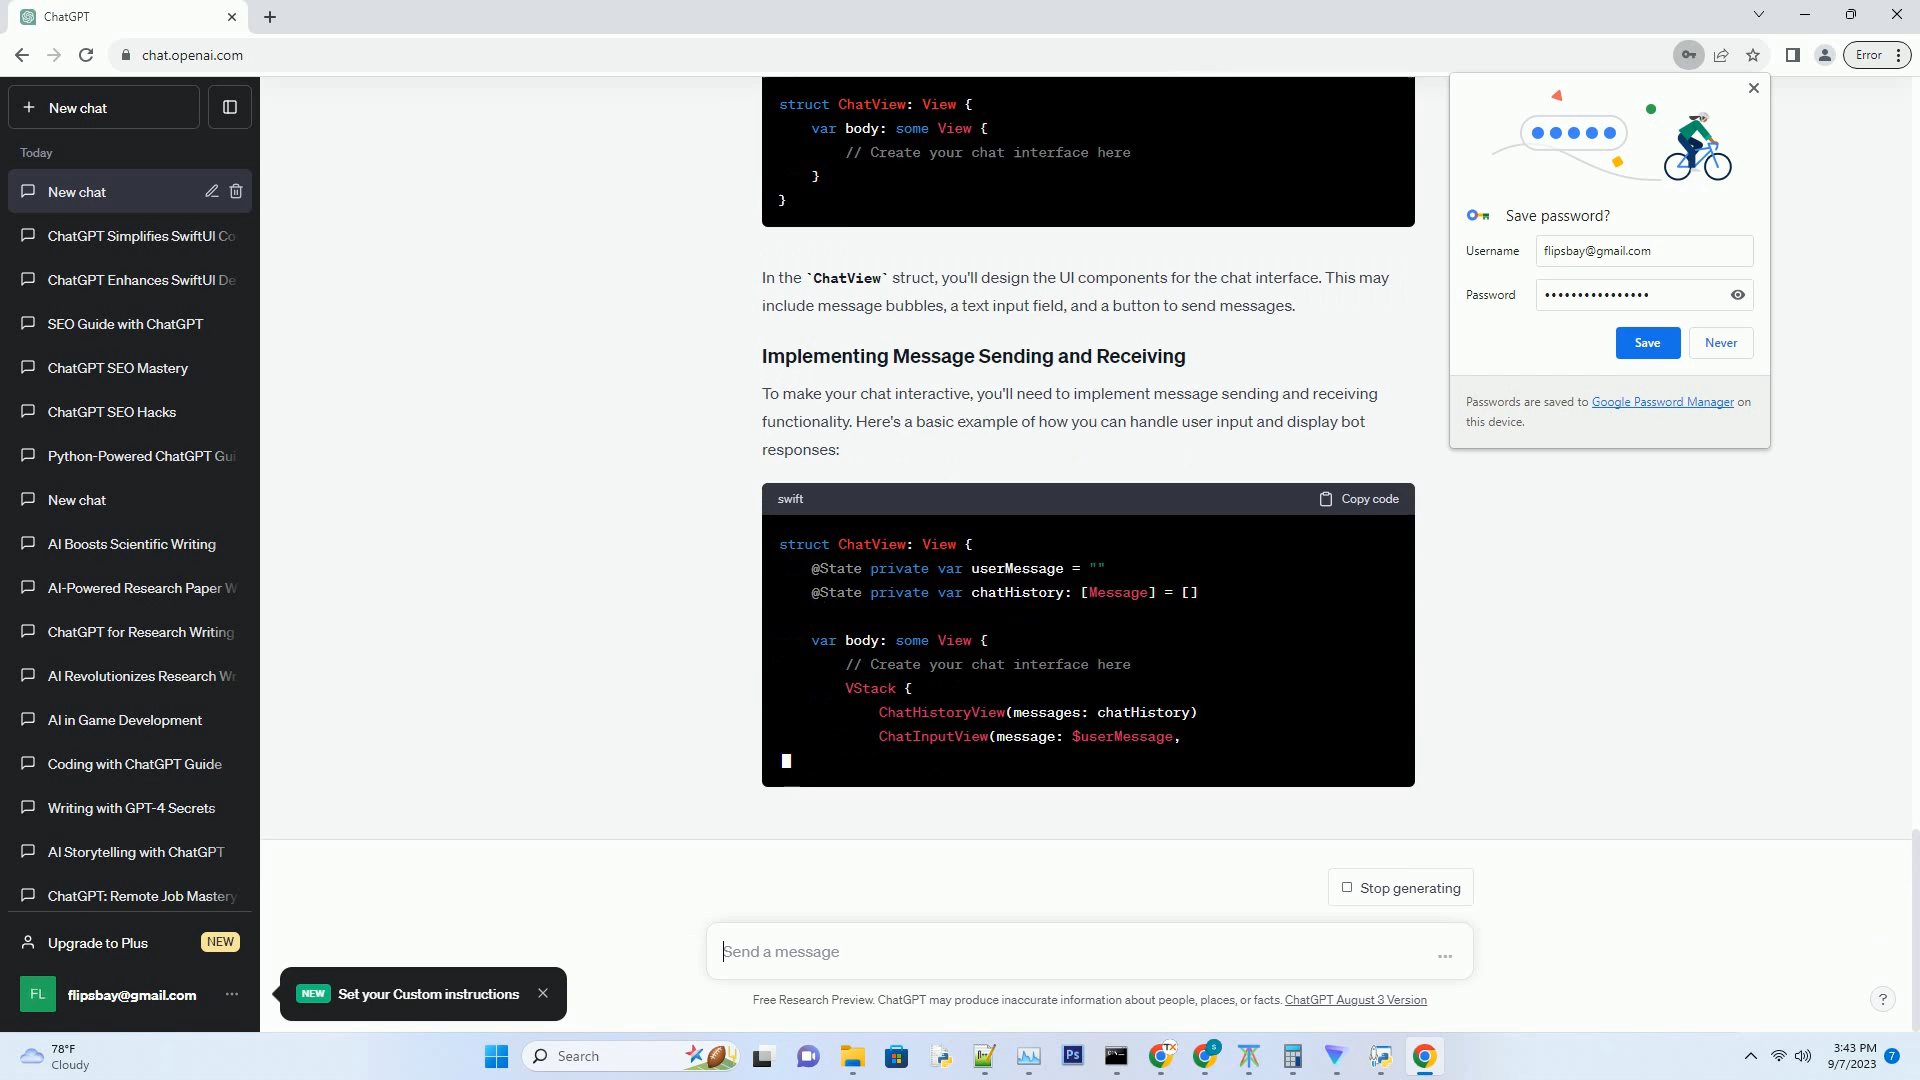 ChatGPT
chat.openai.com
Error
New chat
Today
New chat
ChatGPT Simplifies SwiftUI Co
ChatGPT Enhances SwiftUI De
SEO Guide with ChatGPT
ChatGPT SEO Mastery
ChatGPT SEO Hacks
Python-Powered ChatGPT Gui
New chat
AI Boosts Scientific Writing
AI-Powered Research Paper W
ChatGPT for Research Writing
AI Revolutionizes Research Wr
AI in Game Development
Coding with ChatGPT Guide
Writing with GPT-4 Secrets
AI Storytelling with ChatGPT
ChatGPT: Remote Job Mastery
Upgrade to Plus NEW
FL flipsbay@gmail.com
struct ChatView: View {
var body: some View {
// Create your chat interface here
}
}
In the `ChatView` struct, you'll design the UI components for the chat interface. This may
include message bubbles, a text input field, and a button to send messages.
Implementing Message Sending and Receiving
To make your chat interactive, you'll need to implement message sending and receiving
functionality. Here's a basic example of how you can handle user input and display bot
responses:
swift Copy code
struct ChatView: View {
@State private var userMessage = ""
@State private var chatHistory: [Message] = []
var body: some View {
// Create your chat interface here
VStack {
ChatHistoryView(messages: chatHistory)
ChatInputView(message: $userMessage,
Stop generating
Send a message
Free Research Preview. ChatGPT may produce inaccurate information about people, places, or facts. ChatGPT August 3 Version
?
NEW Set your Custom instructions
Save password?
Username flipsbay@gmail.com
Password ••••••••••••••••
Save Never
Passwords are saved to Google Password Manager on
this device.
78°F
Cloudy
Search
Ps
TX
S
3:43 PM
9/7/2023
7